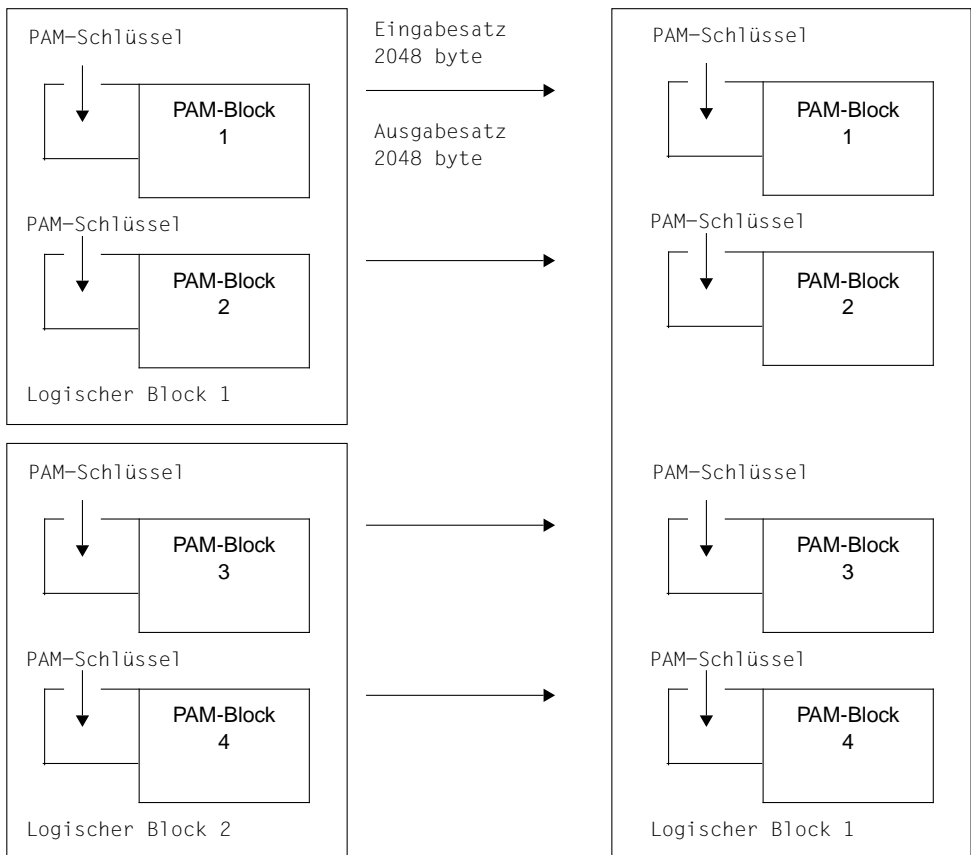 PAM-Schlüssel
PAM-Block
1
PAM-Schlüssel
PAM-Block
2
Logischer Block 1
PAM-Schlüssel
PAM-Block
3
PAM-Schlüssel
PAM-Block
4
Logischer Block 2
Eingabesatz
2048 byte
Ausgabesatz
2048 byte
PAM-Schlüssel
PAM-Block
1
PAM-Schlüssel
PAM-Block
2
PAM-Schlüssel
PAM-Block
3
PAM-Schlüssel
PAM-Block
4
Logischer Block 1